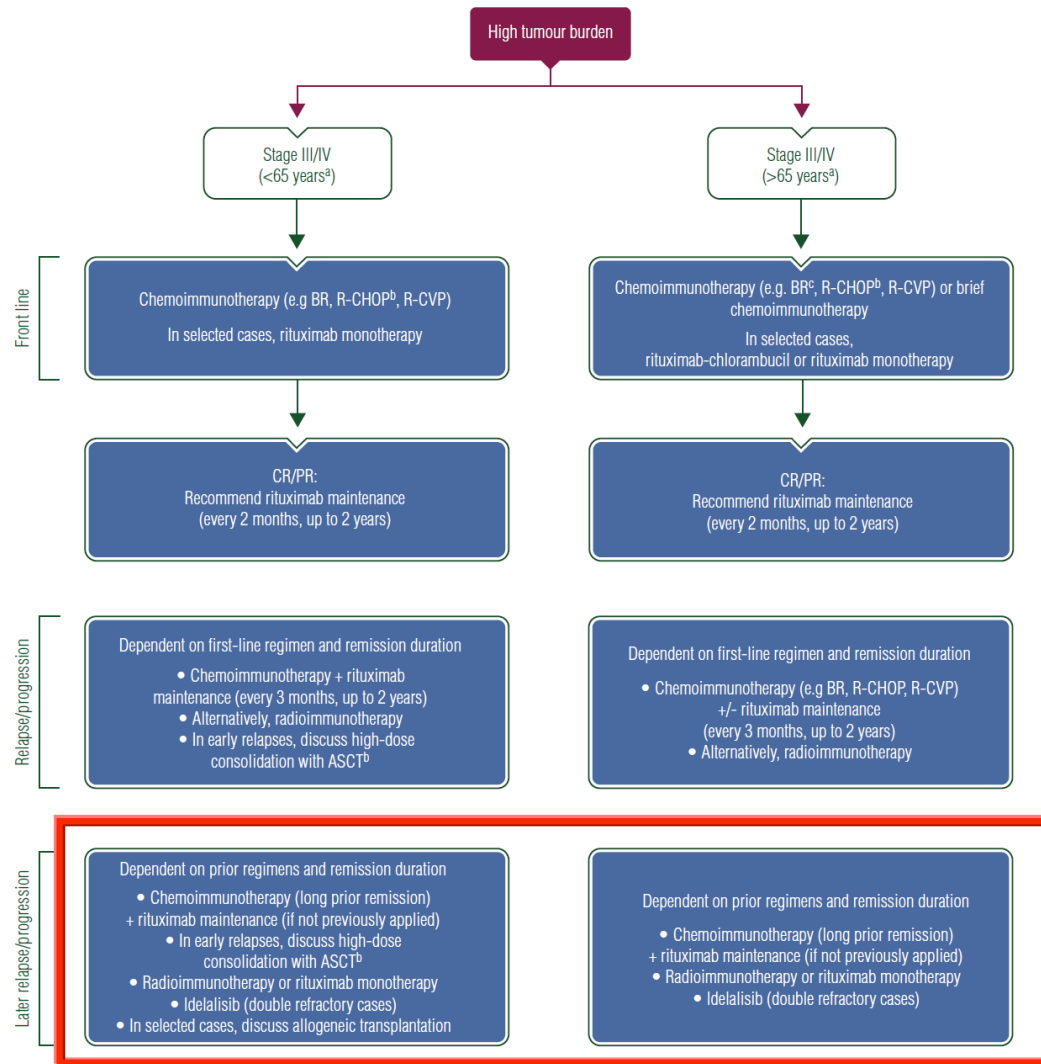 High tumour burden
Stage III/IV
(<65 yearsᵃ)
Stage III/IV
(>65 yearsᵃ)
Front line
Chemoimmunotherapy (e.g BR, R-CHOPᵇ, R-CVP)
In selected cases, rituximab monotherapy
Chemoimmunotherapy (e.g. BRᶜ, R-CHOPᵇ, R-CVP) or brief
chemoimmunotherapy
In selected cases,
rituximab-chlorambucil or rituximab monotherapy
CR/PR:
Recommend rituximab maintenance
(every 2 months, up to 2 years)
CR/PR:
Recommend rituximab maintenance
(every 2 months, up to 2 years)
Relapse/progression
Dependent on first-line regimen and remission duration
• Chemoimmunotherapy + rituximab
maintenance (every 3 months, up to 2 years)
• Alternatively, radioimmunotherapy
• In early relapses, discuss high-dose
consolidation with ASCTᵇ
Dependent on first-line regimen and remission duration
• Chemoimmunotherapy (e.g BR, R-CHOP, R-CVP)
+/- rituximab maintenance
(every 3 months, up to 2 years)
• Alternatively, radioimmunotherapy
Later relapse/progression
Dependent on prior regimens and remission duration
• Chemoimmunotherapy (long prior remission)
+ rituximab maintenance (if not previously applied)
• In early relapses, discuss high-dose
consolidation with ASCTᵇ
• Radioimmunotherapy or rituximab monotherapy
• Idelalisib (double refractory cases)
• In selected cases, discuss allogeneic transplantation
Dependent on prior regimens and remission duration
• Chemoimmunotherapy (long prior remission)
+ rituximab maintenance (if not previously applied)
• Radioimmunotherapy or rituximab monotherapy
• Idelalisib (double refractory cases)